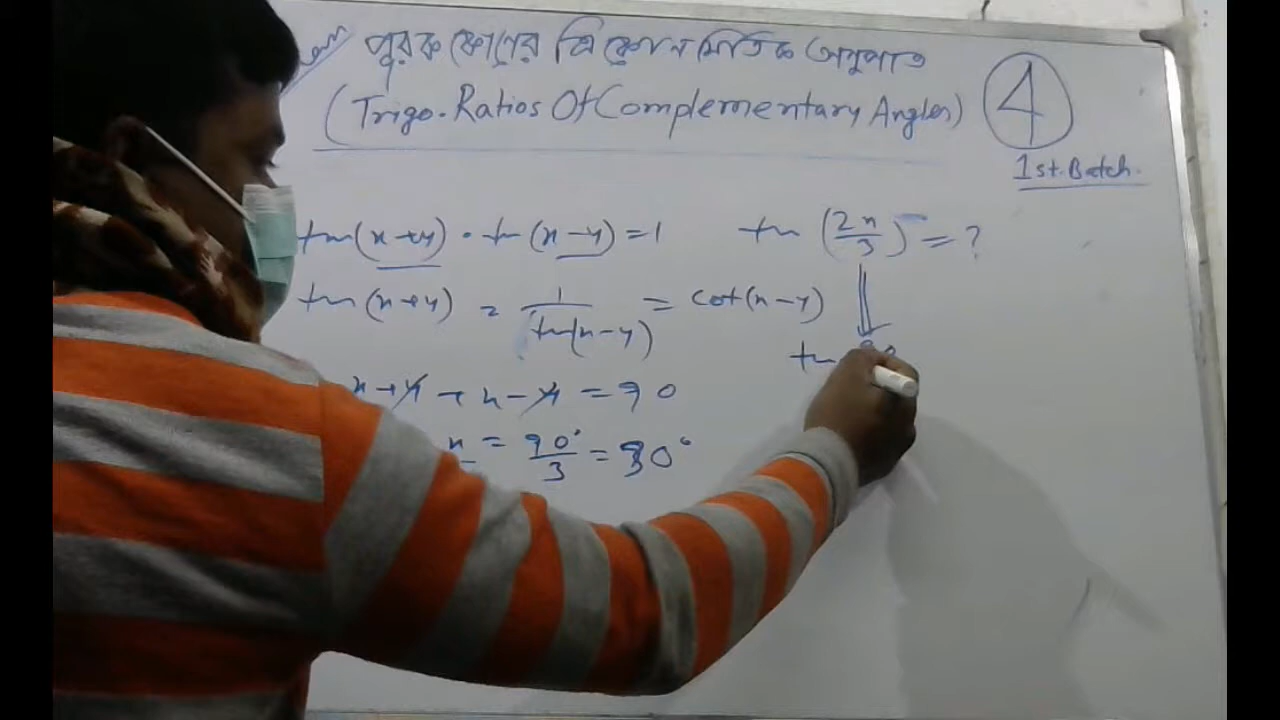 পূরক কোণের ত্রিকোণমিতিক অনুপাত
(Trigo. Ratios Of Complementary Angles)
4
1st. Batch.
tan(x+y) · tan(x-y) = 1
tan(2x/3) = ?
tan(x+y) = 1/tan(x-y) = cot(x-y)
tan
x+y + x-y = 90
x = 90°/3 = 30°